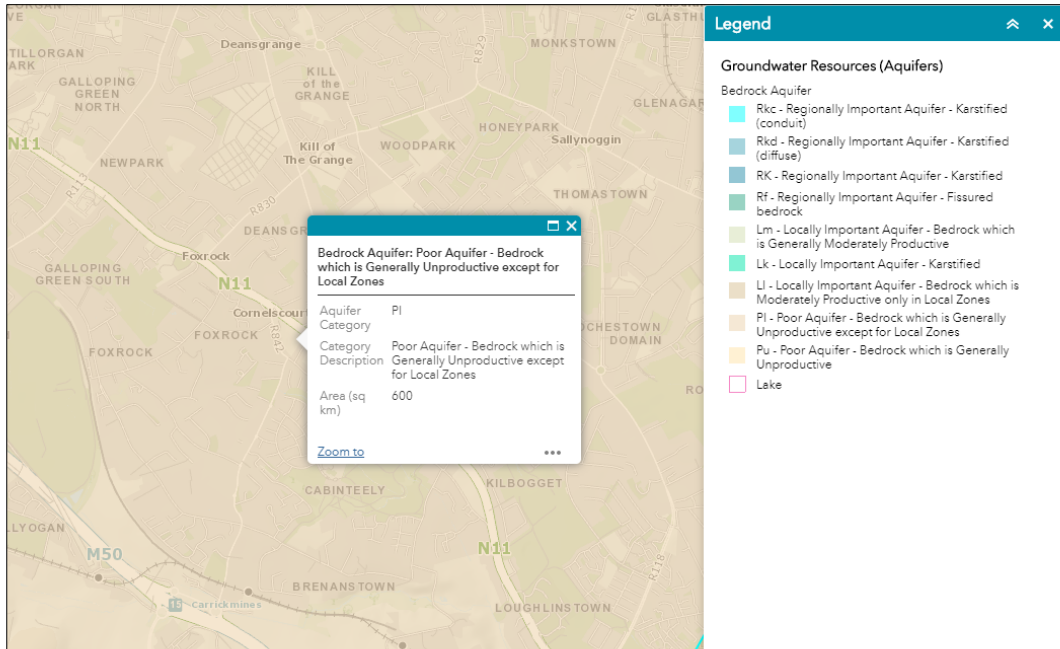 TILLORGAN
Deansgrange
R829
MONKSTOWN
GALLOPING
GREEN
NORTH
KILL
of the
GRANGE
HONEYPARK
Sallynoggin
N11
NEWPARK
Kill of
The Grange
WOODPARK
R113
R830
THOMASTOWN
Foxrock
GALLOPING
GREEN SOUTH
N11
Cornelscourt
FOXROCK
R842
FOXROCK
DOMAIN
CABINTEELY
KILBOGGET
M50
N11
R118
BRENANSTOWN
15 Carrickmines
LOUGHLINSTOWN
Bedrock Aquifer: Poor Aquifer - Bedrock
which is Generally Unproductive except for
Local Zones
Aquifer Pl
Category
Category Poor Aquifer - Bedrock which is
Description Generally Unproductive except
for Local Zones
Area (sq 600
km)
Zoom to
Legend
Groundwater Resources (Aquifers)
Bedrock Aquifer
Rkc - Regionally Important Aquifer - Karstified
(conduit)
Rkd - Regionally Important Aquifer - Karstified
(diffuse)
RK - Regionally Important Aquifer - Karstified
Rf - Regionally Important Aquifer - Fissured
bedrock
Lm - Locally Important Aquifer - Bedrock which
is Generally Moderately Productive
Lk - Locally Important Aquifer - Karstified
Ll - Locally Important Aquifer - Bedrock which is
Moderately Productive only in Local Zones
Pl - Poor Aquifer - Bedrock which is Generally
Unproductive except for Local Zones
Pu - Poor Aquifer - Bedrock which is Generally
Unproductive
Lake